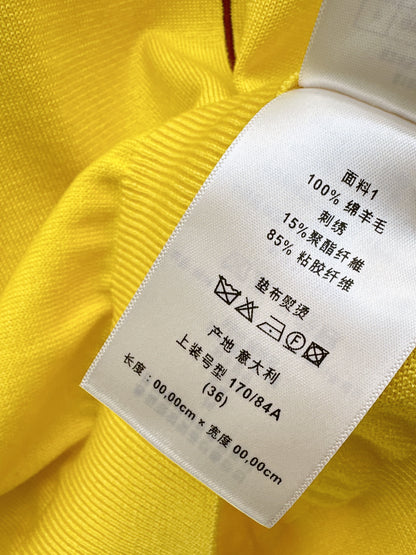 面料1
100% 绵羊毛
刺绣
15%聚酯纤維
85% 粘胶纤维
垫布熨烫
产地 意大利
上装号型 170/84A
(36)
长度：00,00cm × 宽度 00,00cm